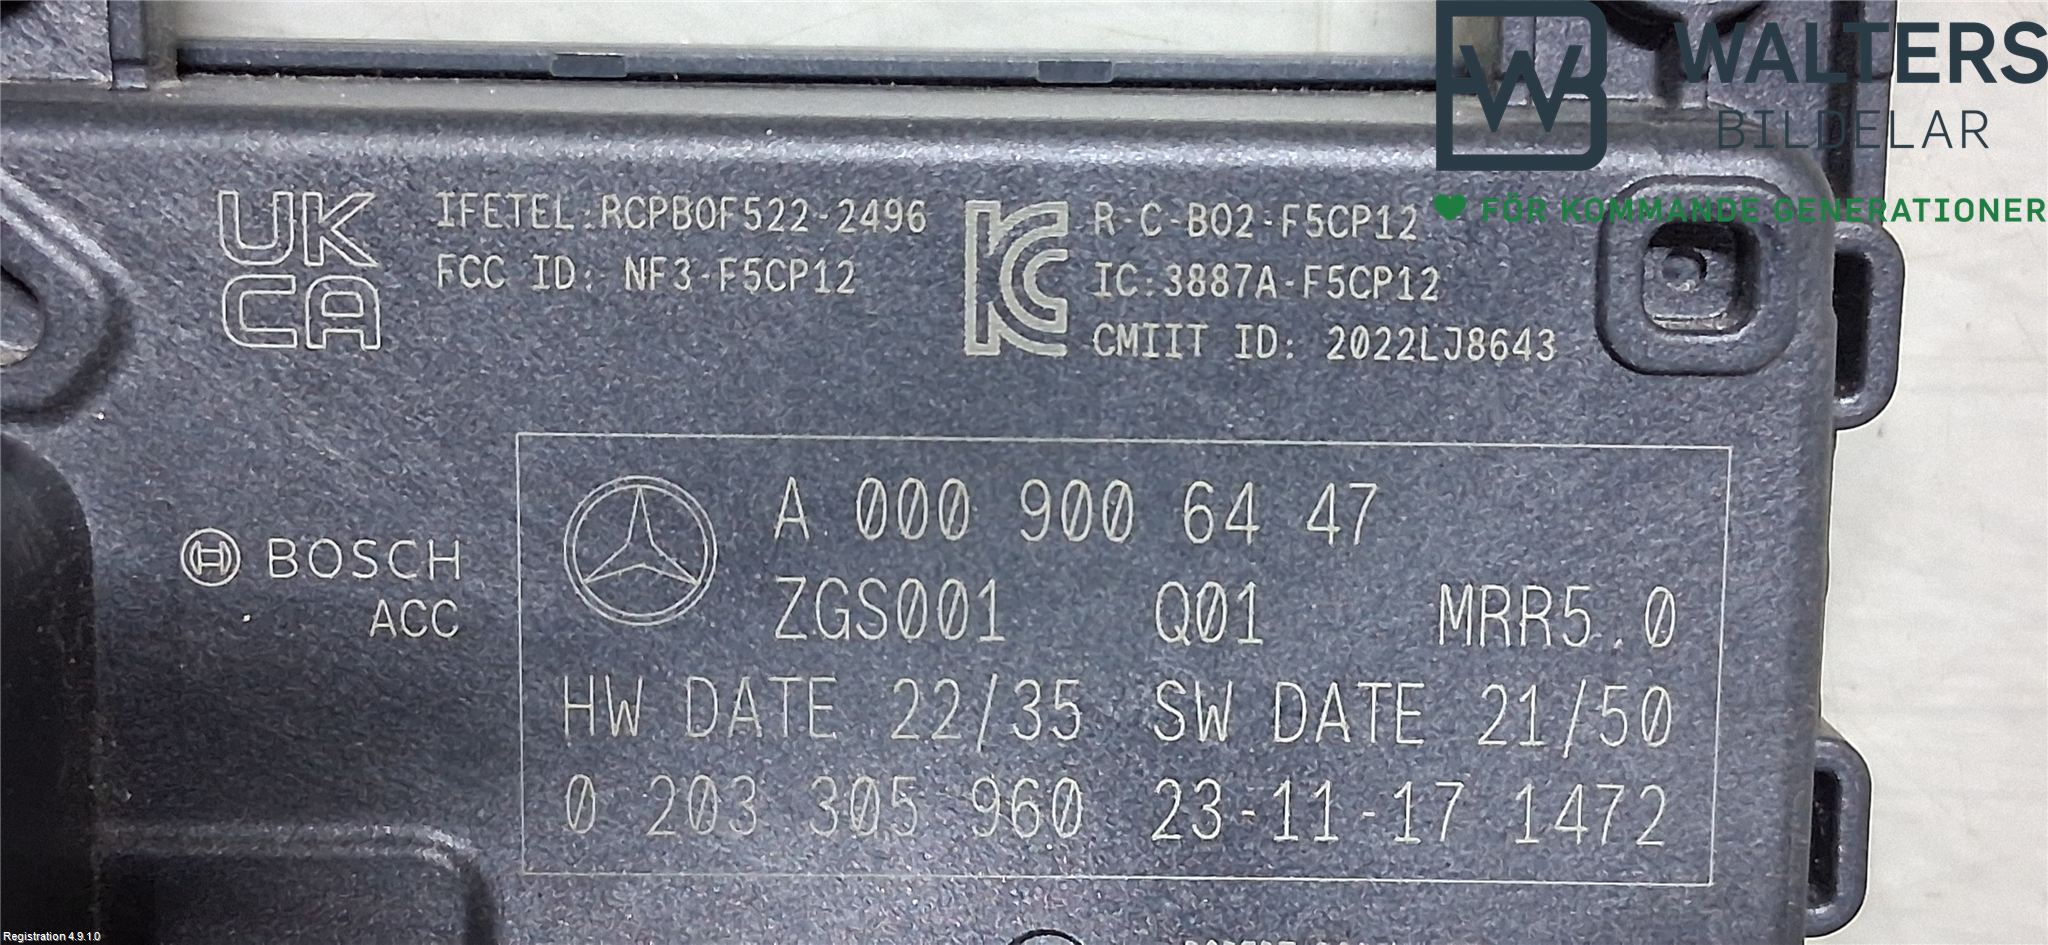 WALTERS
BILDELAR
FÖR KOMMANDE GENERATIONER
UK
CA
IFETEL:RCPBOF522-2496
FCC ID: NF3-F5CP12
R-C-BO2-F5CP12
IC:3887A-F5CP12
CMIIT ID: 2022LJ8643
BOSCH
ACC
A 000 900 64 47
ZGS001 Q01 MRR5.0
HW DATE 22/35 SW DATE 21/50
0 203 305 960 23-11-17 1472
Registration 4.9.1.0